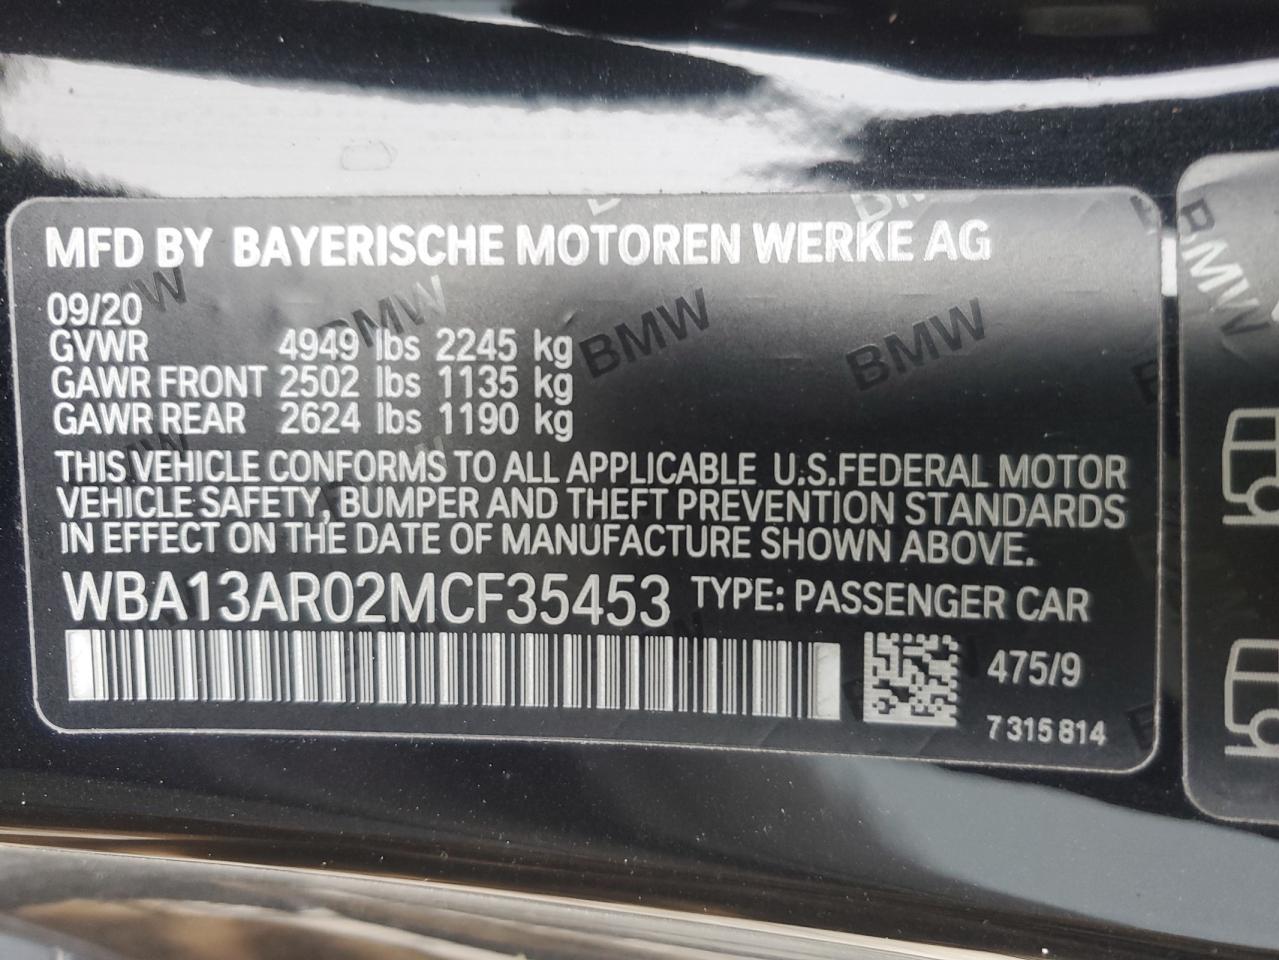 MFD BY BAYERISCHE MOTOREN WERKE AG
09/20
GVWR 4949 lbs 2245 kg
GAWR FRONT 2502 lbs 1135 kg
GAWR REAR 2624 lbs 1190 kg
THIS VEHICLE CONFORMS TO ALL APPLICABLE U.S.FEDERAL MOTOR
VEHICLE SAFETY, BUMPER AND THEFT PREVENTION STANDARDS
IN EFFECT ON THE DATE OF MANUFACTURE SHOWN ABOVE.
WBA13AR02MCF35453 TYPE: PASSENGER CAR
475/9
7 315 814
BMW
BMW
BMW
BMW